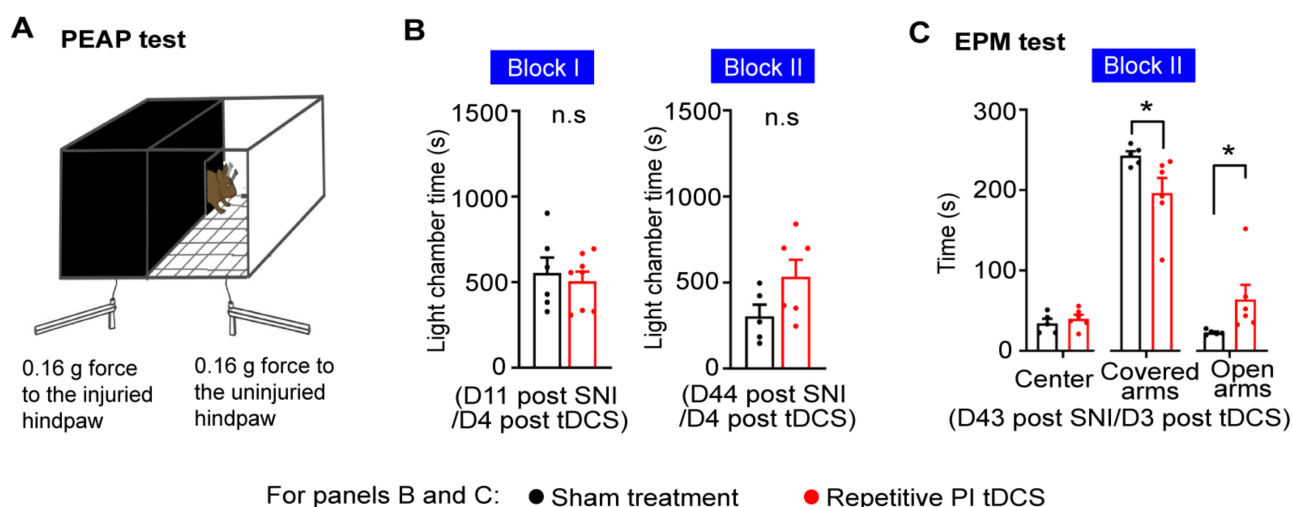 A
PEAP test
0.16 g force
to the injuried
hindpaw
0.16 g force to
the uninjuried
hindpaw
B
Block I
Light chamber time (s)
1500
1000
500
0
n.s
(D11 post SNI
/D4 post tDCS)
Block II
Light chamber time (s)
1500
1000
500
0
n.s
(D44 post SNI
/D4 post tDCS)
C
EPM test
Block II
Time (s)
300
200
100
0
*
*
Center
Covered
arms
Open
arms
(D43 post SNI/D3 post tDCS)
For panels B and C: Sham treatment Repetitive PI tDCS